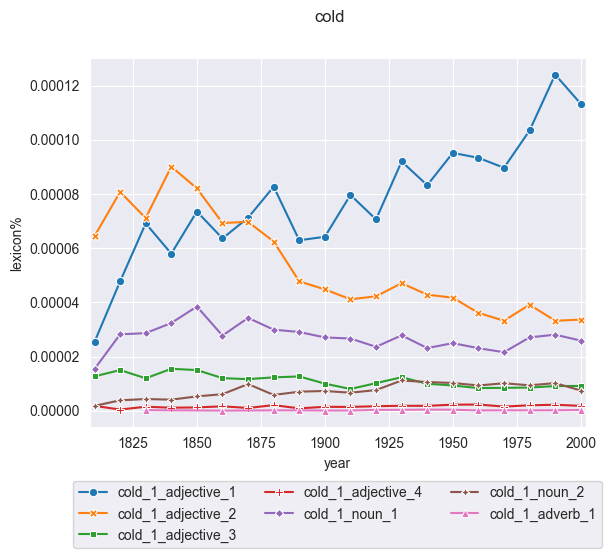 cold
0.00012
0.00010
0.00008
0.00006
0.00004
0.00002
0.00000
lexicon%
1825 1850 1875 1900 1925 1950 1975 2000
year
cold_1_adjective_1 cold_1_adjective_4 cold_1_noun_2
cold_1_adjective_2 cold_1_noun_1 cold_1_adverb_1
cold_1_adjective_3